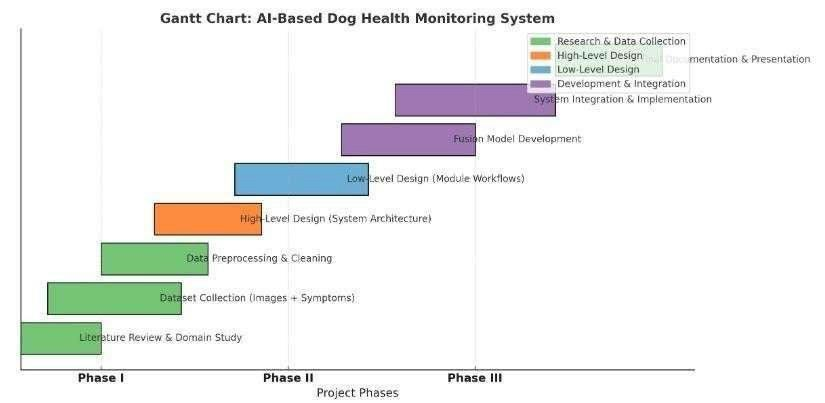 Gantt Chart: AI-Based Dog Health Monitoring System
Research & Data Collection
High-Level Design
Low-Level Design
Development & Integration
Documentation & Presentation
System Integration & Implementation
Fusion Model Development
Low-Level Design (Module Workflows)
High-Level Design (System Architecture)
Data Preprocessing & Cleaning
Dataset Collection (Images + Symptoms)
Literature Review & Domain Study
Phase I
Phase II
Phase III
Project Phases